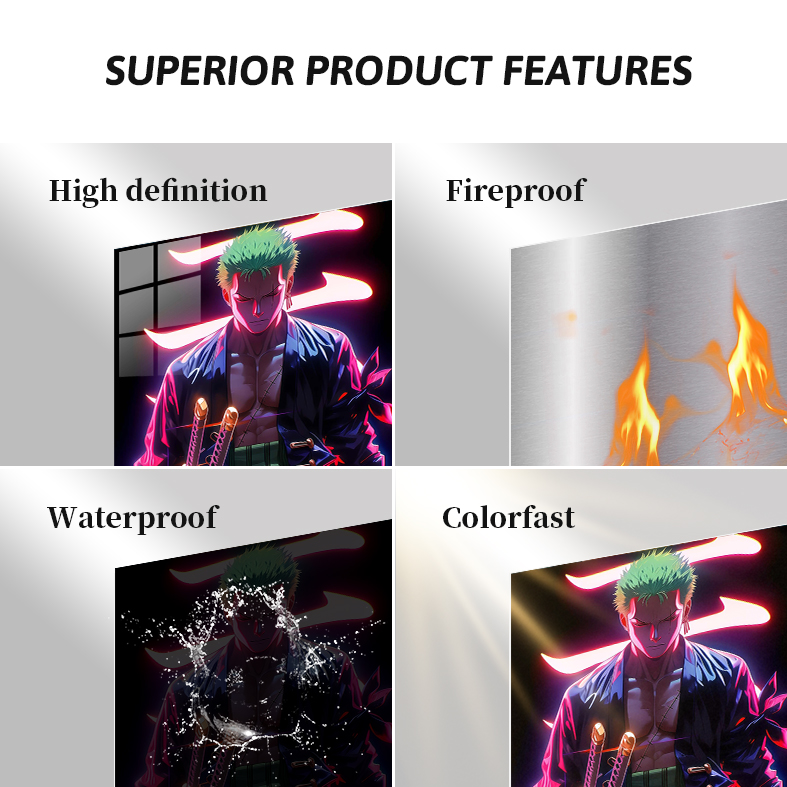 SUPERIOR PRODUCT FEATURES
High definition
Fireproof
Waterproof
Colorfast